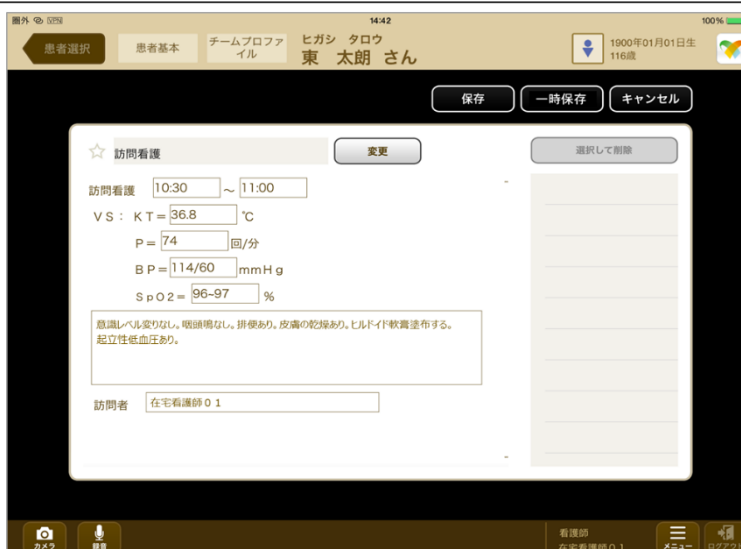 圏外 VPN 14:42 100%
患者選択 患者基本 チームプロファイル ヒガシ タロウ
東 太朗 さん
1900年01月01日生
116歳
保存 一時保存 キャンセル
訪問看護 変更 選択して削除
訪問看護 10:30 ～ 11:00
VS： KT＝36.8 ℃
P＝74 回/分
BP＝114/60 mmHg
SpO2＝96~97 %
意識レベル変りなし。咽頭鳴なし。排便あり。皮膚の乾燥あり。ヒルドイド軟膏塗布する。
起立性低血圧あり。
訪問者 在宅看護師０１
カメラ 録音 看護師
在宅看護師０１ メニュー ログアウト